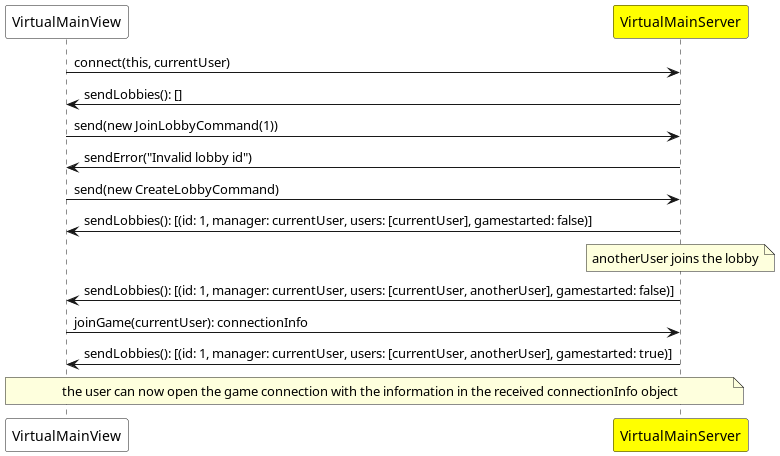 VirtualMainView
VirtualMainServer
connect(this, currentUser)
sendLobbies(): []
send(new JoinLobbyCommand(1))
sendError("Invalid lobby id")
send(new CreateLobbyCommand)
sendLobbies(): [(id: 1, manager: currentUser, users: [currentUser], gamestarted: false)]
anotherUser joins the lobby
sendLobbies(): [(id: 1, manager: currentUser, users: [currentUser, anotherUser], gamestarted: false)]
joinGame(currentUser): connectionInfo
sendLobbies(): [(id: 1, manager: currentUser, users: [currentUser, anotherUser], gamestarted: true)]
the user can now open the game connection with the information in the received connectionInfo object
VirtualMainView
VirtualMainServer